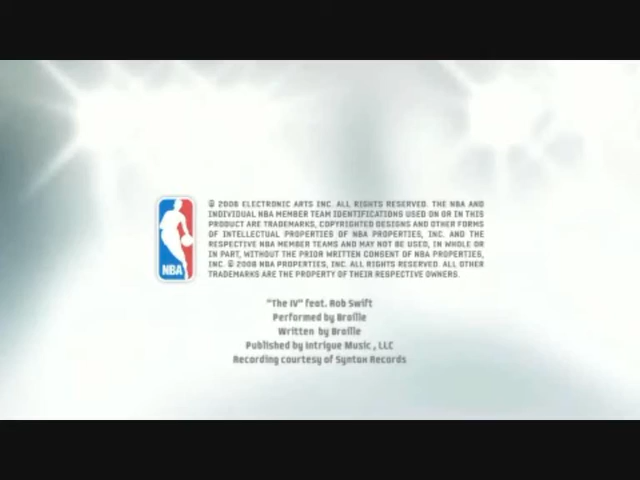 NBA
© 2008 ELECTRONIC ARTS INC. ALL RIGHTS RESERVED. THE NBA AND
INDIVIDUAL NBA MEMBER TEAM IDENTIFICATIONS USED ON OR IN THIS
PRODUCT ARE TRADEMARKS, COPYRIGHTED DESIGNS AND OTHER FORMS
OF INTELLECTUAL PROPERTIES OF NBA PROPERTIES, INC. AND THE
RESPECTIVE NBA MEMBER TEAMS AND MAY NOT BE USED, IN WHOLE OR
IN PART, WITHOUT THE PRIOR WRITTEN CONSENT OF NBA PROPERTIES,
INC. © 2008 NBA PROPERTIES, INC. ALL RIGHTS RESERVED. ALL OTHER
TRADEMARKS ARE THE PROPERTY OF THEIR RESPECTIVE OWNERS.
"The IV" feat. Rob Swift
Performed by Braille
Written by Braille
Published by Intrigue Music , LLC
Recording courtesy of Syntax Records